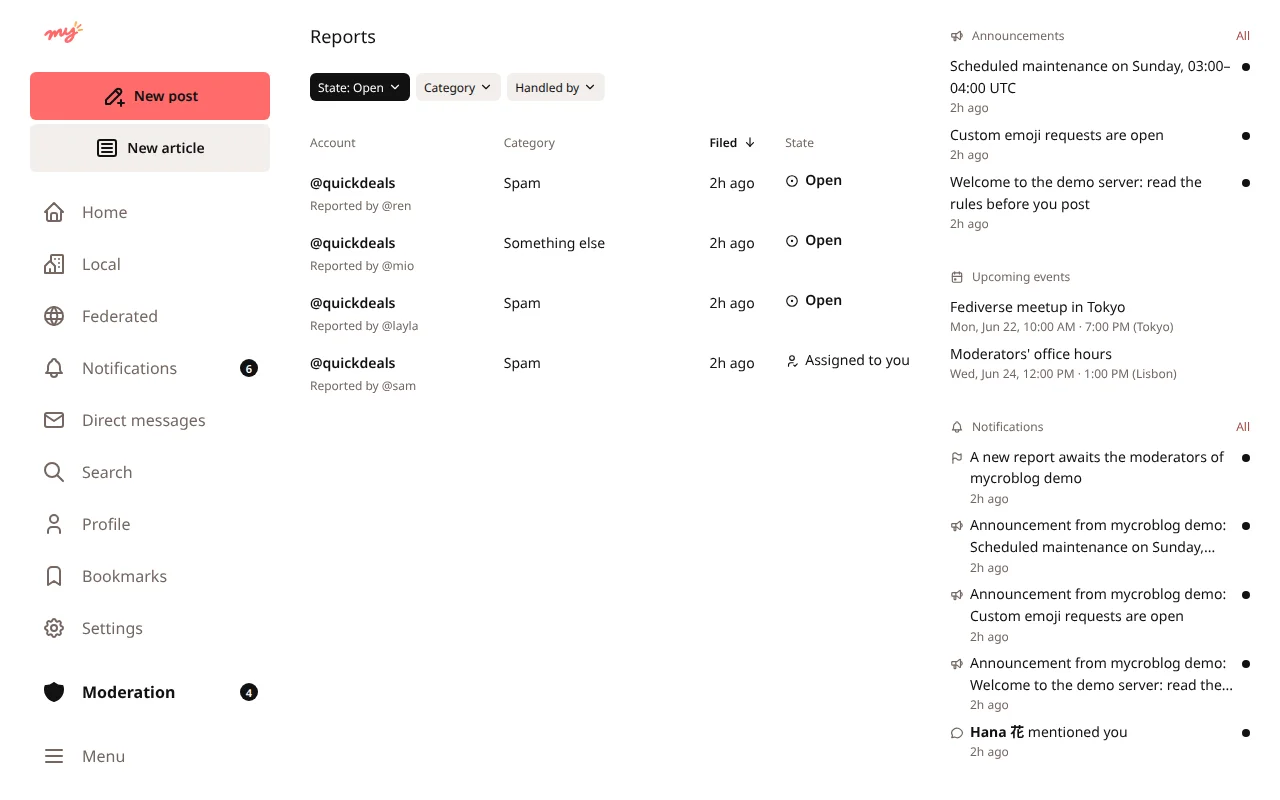 my
New post
New article
Home
Local
Federated
Notifications 6
Direct messages
Search
Profile
Bookmarks
Settings
Moderation 4
Menu
Reports
State: Open
Category
Handled by
Account Category Filed State
@quickdeals Spam 2h ago Open
Reported by @ren
@quickdeals Something else 2h ago Open
Reported by @mio
@quickdeals Spam 2h ago Open
Reported by @layla
@quickdeals Spam 2h ago Assigned to you
Reported by @sam
Announcements All
Scheduled maintenance on Sunday, 03:00–
04:00 UTC
2h ago
Custom emoji requests are open
2h ago
Welcome to the demo server: read the
rules before you post
2h ago
Upcoming events
Fediverse meetup in Tokyo
Mon, Jun 22, 10:00 AM · 7:00 PM (Tokyo)
Moderators' office hours
Wed, Jun 24, 12:00 PM · 1:00 PM (Lisbon)
Notifications All
A new report awaits the moderators of
mycroblog demo
2h ago
Announcement from mycroblog demo:
Scheduled maintenance on Sunday,…
2h ago
Announcement from mycroblog demo:
Custom emoji requests are open
2h ago
Announcement from mycroblog demo:
Welcome to the demo server: read the…
2h ago
Hana 花 mentioned you
2h ago